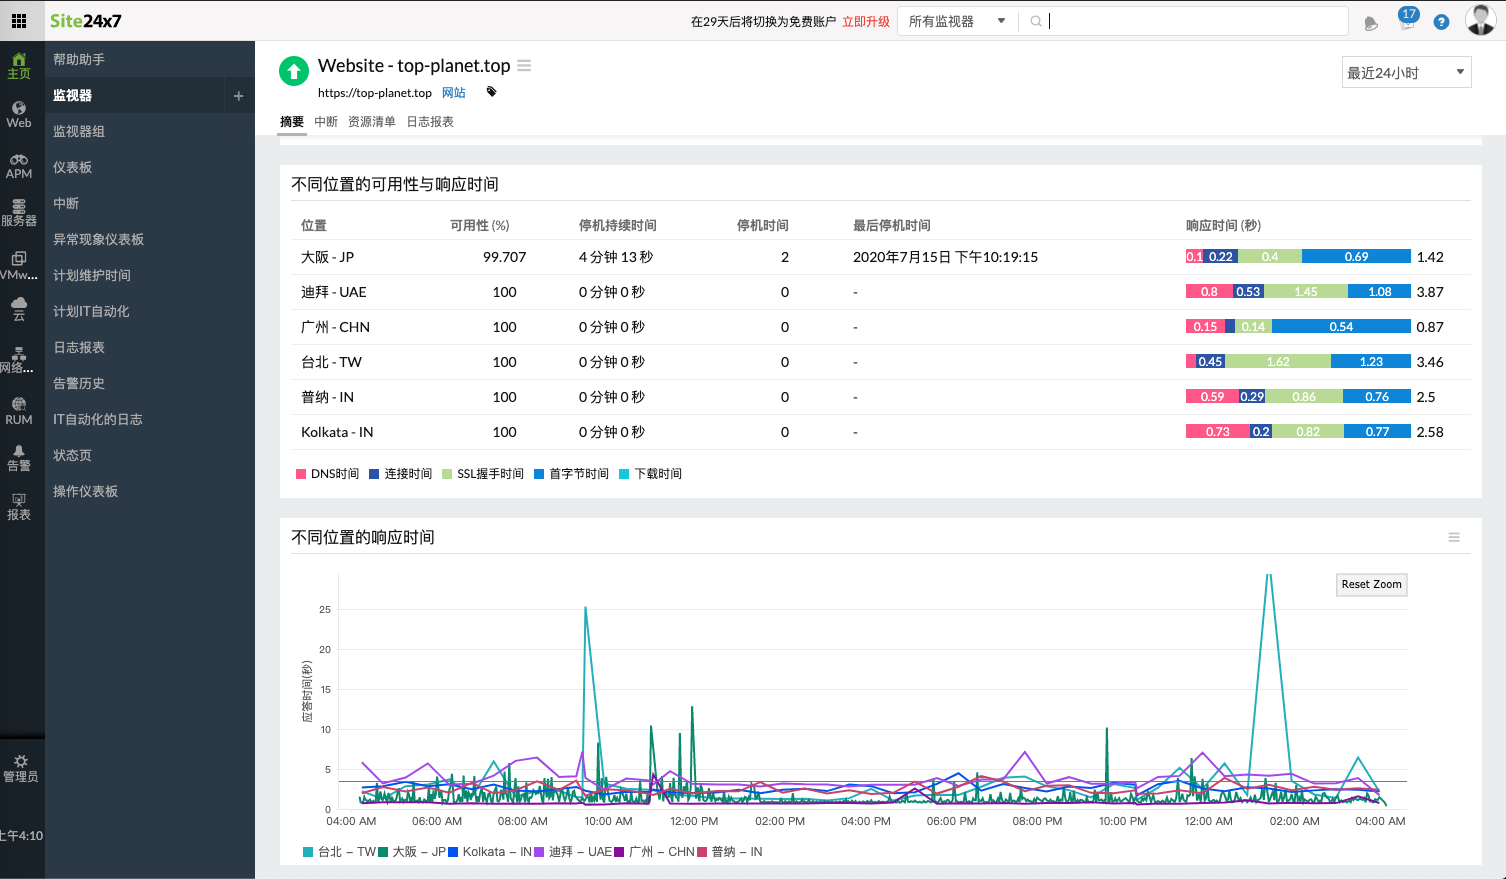 Site24x7
在29天后将切换为免费账户 立即升级
所有监视器
17
?
主页
Web
APM
服务器
VMw...
云
网络...
RUM
告警
报表
管理员
上午4:10
帮助助手
监视器 +
监视器组
仪表板
中断
异常现象仪表板
计划维护时间
计划IT自动化
日志报表
告警历史
IT自动化的日志
状态页
操作仪表板
Website - top-planet.top
https://top-planet.top 网站
最近24小时
摘要 中断 资源清单 日志报表
不同位置的可用性与响应时间
位置 可用性 (%) 停机持续时间 停机时间 最后停机时间 响应时间 (秒)
大阪 - JP 99.707 4 分钟 13 秒 2 2020年7月15日 下午10:19:15 0.1 0.22 0.4 0.69 1.42
迪拜 - UAE 100 0 分钟 0 秒 0 - 0.8 0.53 1.45 1.08 3.87
广州 - CHN 100 0 分钟 0 秒 0 - 0.15 0.14 0.54 0.87
台北 - TW 100 0 分钟 0 秒 0 - 0.45 1.62 1.23 3.46
普纳 - IN 100 0 分钟 0 秒 0 - 0.59 0.29 0.86 0.76 2.5
Kolkata - IN 100 0 分钟 0 秒 0 - 0.73 0.2 0.82 0.77 2.58
DNS时间 连接时间 SSL握手时间 首字节时间 下载时间
不同位置的响应时间
Reset Zoom
应答时间(秒)
25
20
15
10
5
0
04:00 AM 06:00 AM 08:00 AM 10:00 AM 12:00 PM 02:00 PM 04:00 PM 06:00 PM 08:00 PM 10:00 PM 12:00 AM 02:00 AM 04:00 AM
台北 – TW 大阪 – JP Kolkata – IN 迪拜 – UAE 广州 – CHN 普纳 – IN